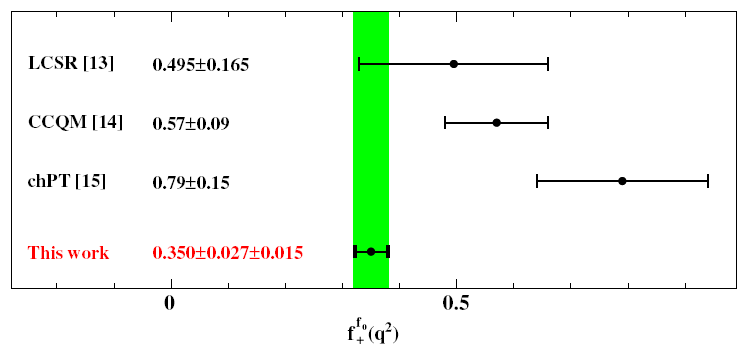 LCSR [13] 0.495±0.165
CCQM [14] 0.57±0.09
chPT [15] 0.79±0.15
This work 0.350±0.027±0.015
0 0.5
f₊^f₀(q²)